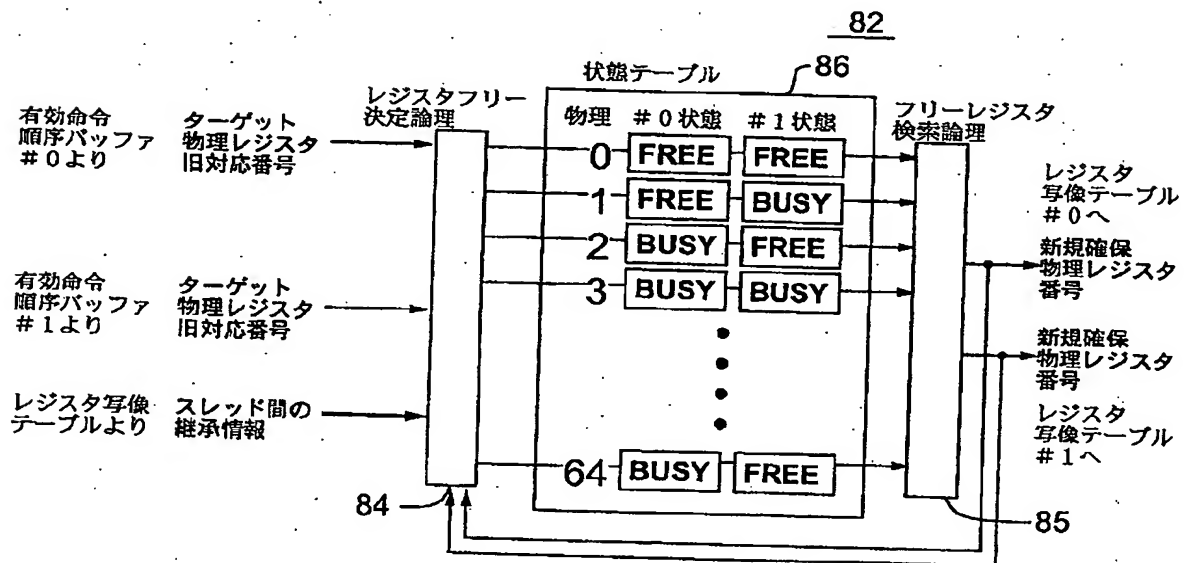 82
86
状態テーブル
レジスタフリー
決定論理
フリーレジスタ
検索論理
物理 #0状態 #1状態
有効命令
順序バッファ
#0より
ターゲット
物理レジスタ
旧対応番号
0 FREE FREE
1 FREE BUSY
2 BUSY FREE
3 BUSY BUSY
64 BUSY FREE
有効命令
順序バッファ
#1より
ターゲット
物理レジスタ
旧対応番号
レジスタ写像
テーブルより
スレッド間の
継承情報
レジスタ
写像テーブル
#0へ
新規確保
物理レジスタ
番号
新規確保
物理レジスタ
番号
レジスタ
写像テーブル
#1へ
84
85